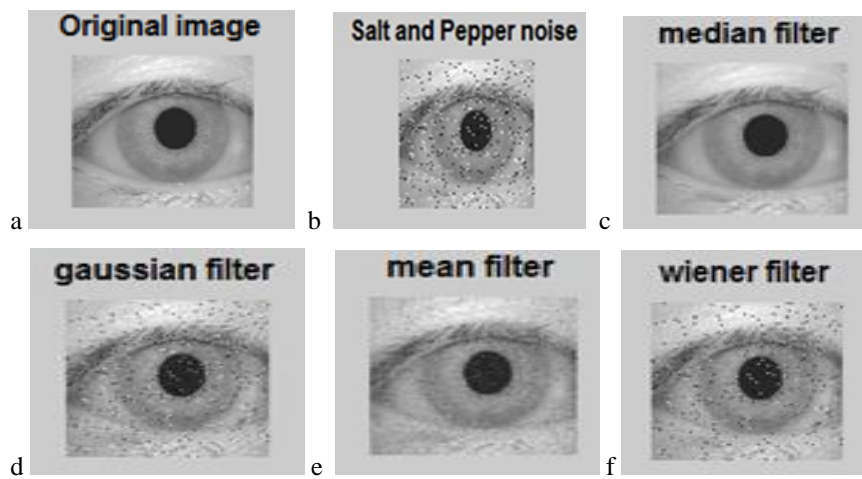 Original image
Salt and Pepper noise
median filter
a
b
c
gaussian filter
mean filter
wiener filter
d
e
f